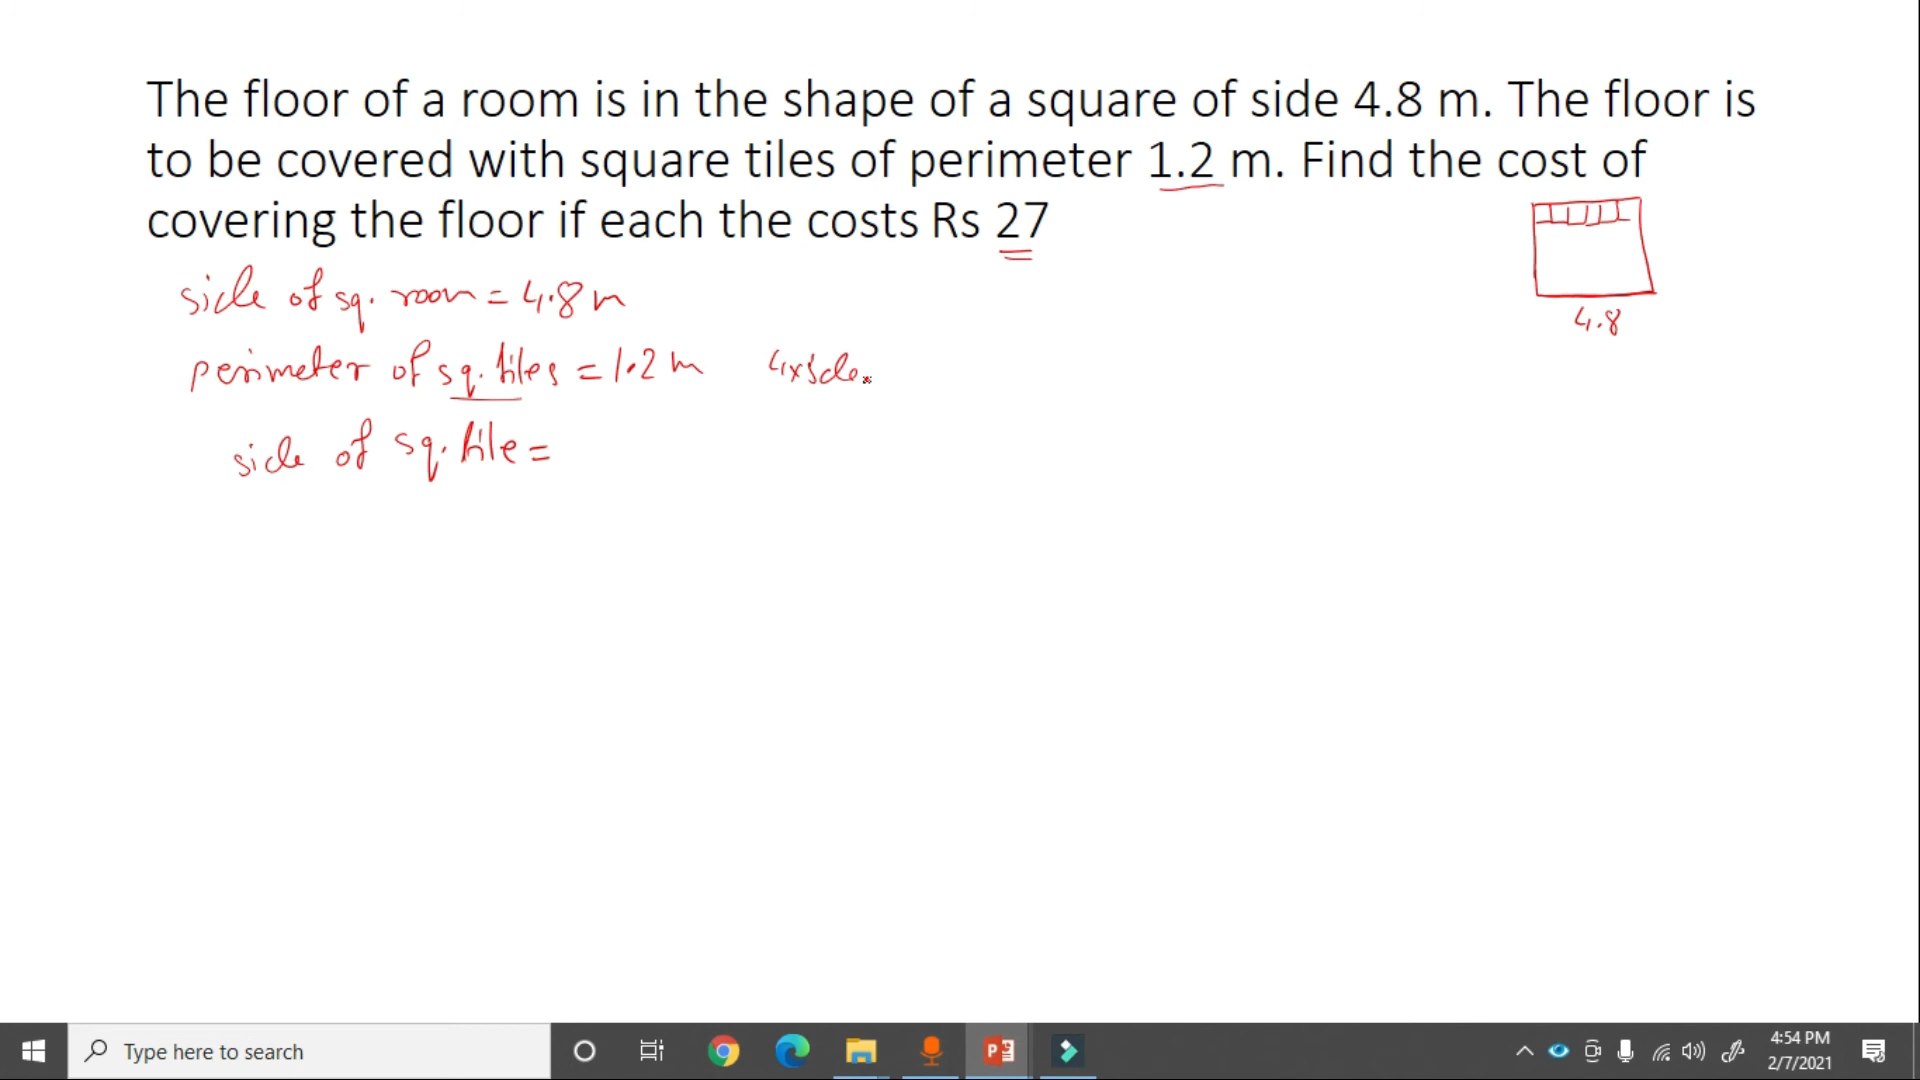 The floor of a room is in the shape of a square of side 4.8 m. The floor is
to be covered with square tiles of perimeter 1.2 m. Find the cost of
covering the floor if each the costs Rs 27
side of sq. room = 4.8 m
4.8
perimeter of sq. tiles = 1.2 m 4×side
side of sq. tile =
Type here to search
4:54 PM
2/7/2021